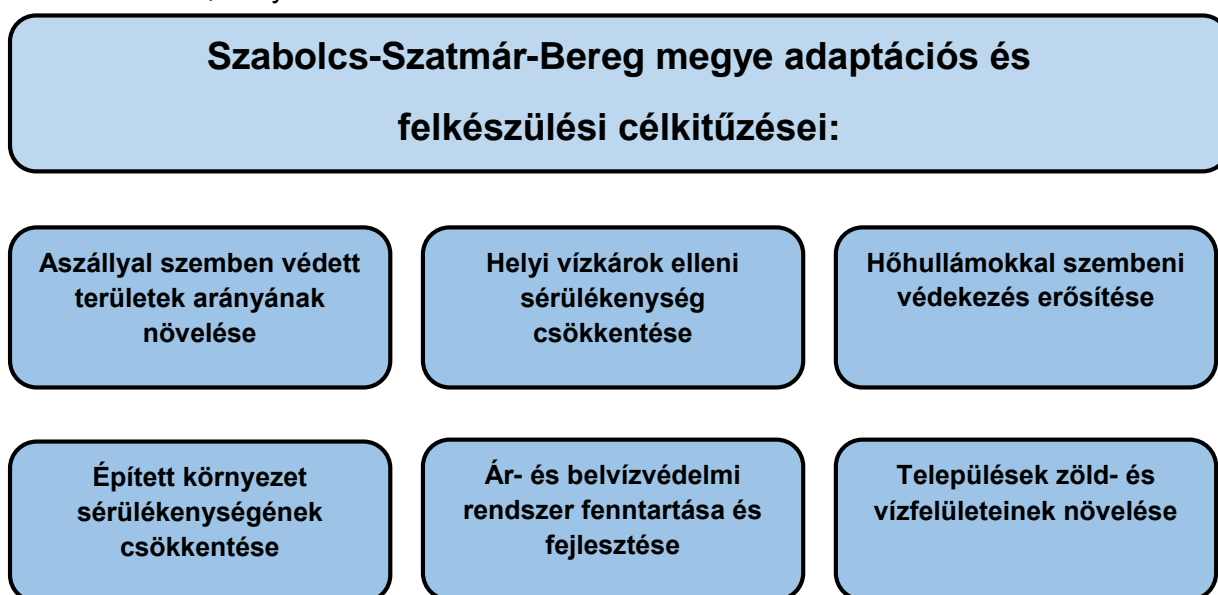 Szabolcs-Szatmár-Bereg megye adaptációs és
felkészülési célkitűzései:
Aszállyal szemben védett
területek arányának
növelése
Helyi vízkárok elleni
sérülékenység
csökkentése
Hőhullámokkal szembeni
védekezés erősítése
Épített környezet
sérülékenységének
csökkentése
Ár- és belvízvédelmi
rendszer fenntartása és
fejlesztése
Települések zöld- és
vízfelületeinek növelése